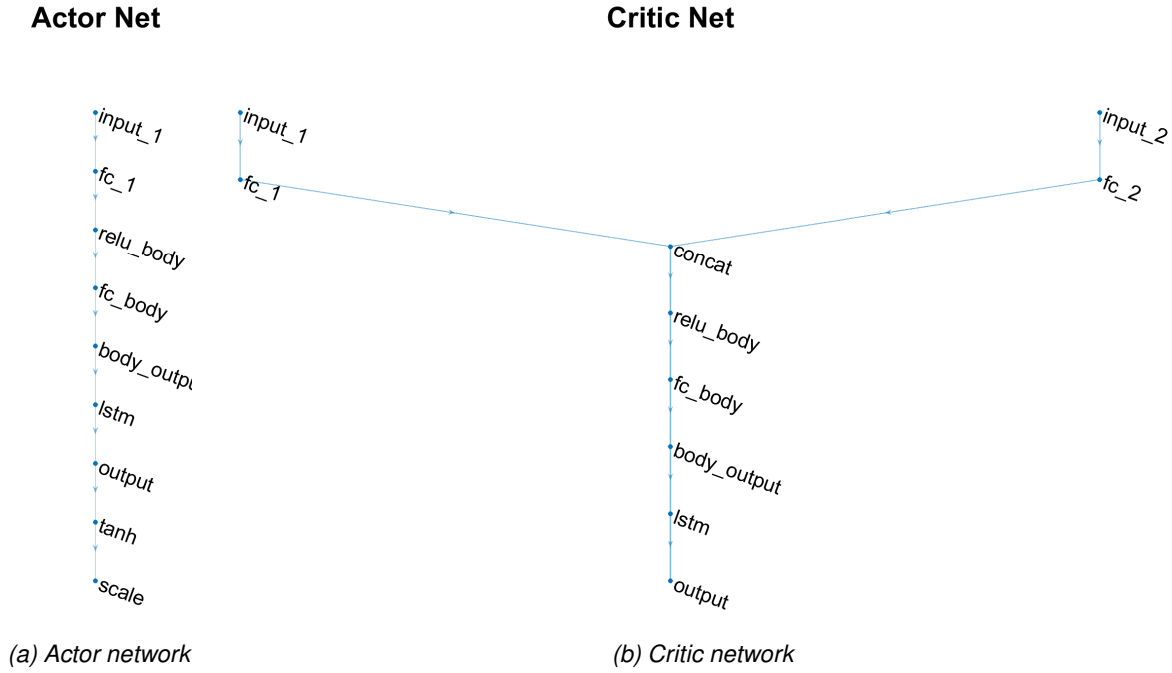 Actor Net
input_1
fc_1
relu_body
fc_body
body_outpu
lstm
output
tanh
scale
(a) Actor network
Critic Net
input_1
fc_1
input_2
fc_2
concat
relu_body
fc_body
body_output
lstm
output
(b) Critic network